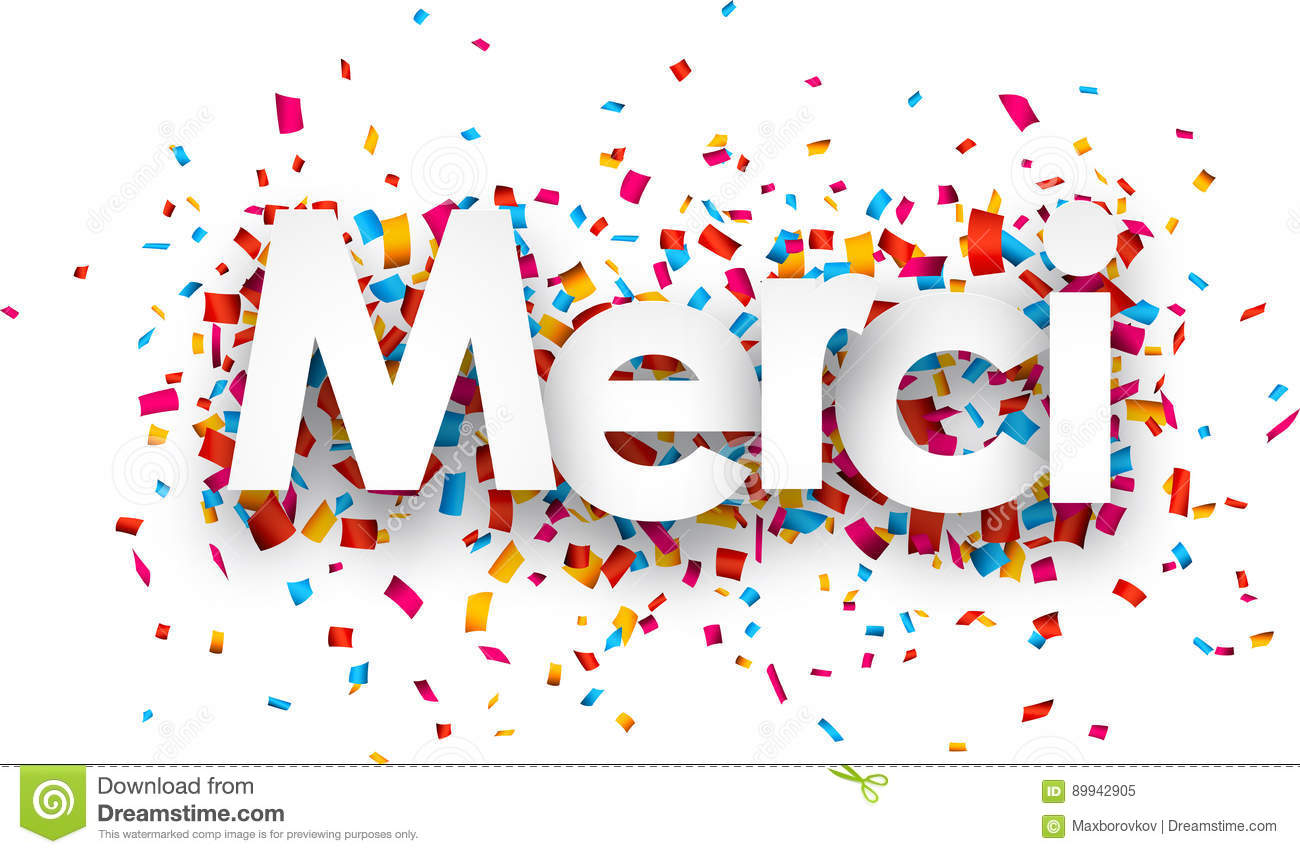 Merci
Download from
Dreamstime.com
This watermarked comp image is for previewing purposes only.
ID 89942905
© Maxborovkov | Dreamstime.com
dreamstime